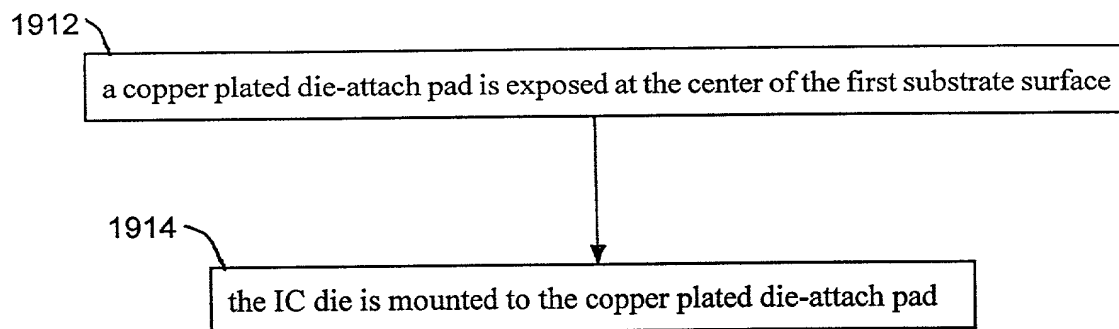 1912
a copper plated die-attach pad is exposed at the center of the first substrate surface
1914
the IC die is mounted to the copper plated die-attach pad